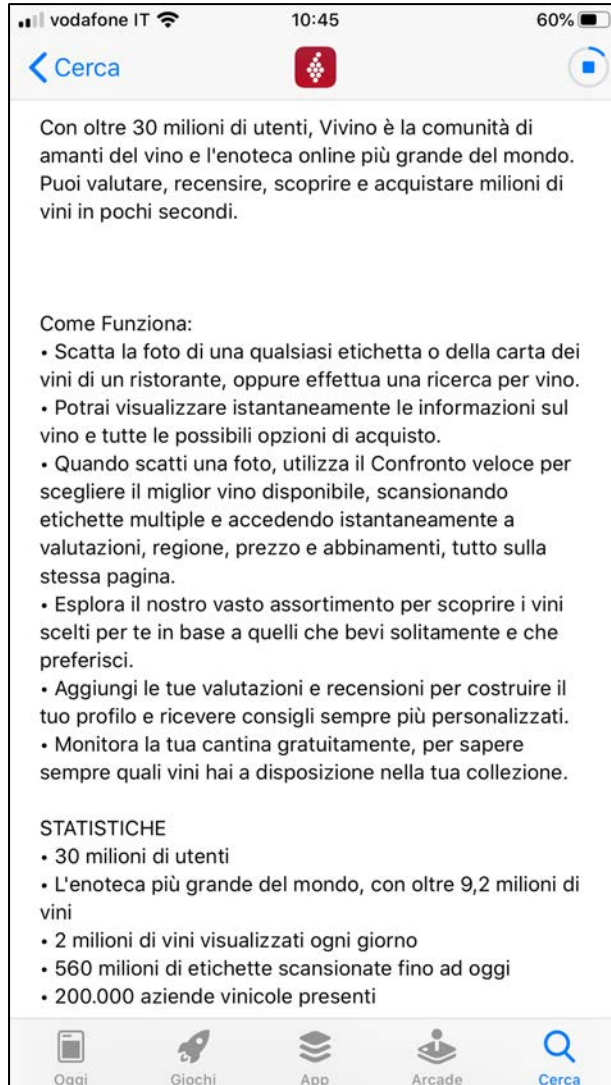 vodafone IT 10:45 60%
Cerca
Con oltre 30 milioni di utenti, Vivino è la comunità di
amanti del vino e l'enoteca online più grande del mondo.
Puoi valutare, recensire, scoprire e acquistare milioni di
vini in pochi secondi.
Come Funziona:
• Scatta la foto di una qualsiasi etichetta o della carta dei
vini di un ristorante, oppure effettua una ricerca per vino.
• Potrai visualizzare istantaneamente le informazioni sul
vino e tutte le possibili opzioni di acquisto.
• Quando scatti una foto, utilizza il Confronto veloce per
scegliere il miglior vino disponibile, scansionando
etichette multiple e accedendo istantaneamente a
valutazioni, regione, prezzo e abbinamenti, tutto sulla
stessa pagina.
• Esplora il nostro vasto assortimento per scoprire i vini
scelti per te in base a quelli che bevi solitamente e che
preferisci.
• Aggiungi le tue valutazioni e recensioni per costruire il
tuo profilo e ricevere consigli sempre più personalizzati.
• Monitora la tua cantina gratuitamente, per sapere
sempre quali vini hai a disposizione nella tua collezione.
STATISTICHE
• 30 milioni di utenti
• L'enoteca più grande del mondo, con oltre 9,2 milioni di
vini
• 2 milioni di vini visualizzati ogni giorno
• 560 milioni di etichette scansionate fino ad oggi
• 200.000 aziende vinicole presenti
Oggi Giochi App Arcade Cerca